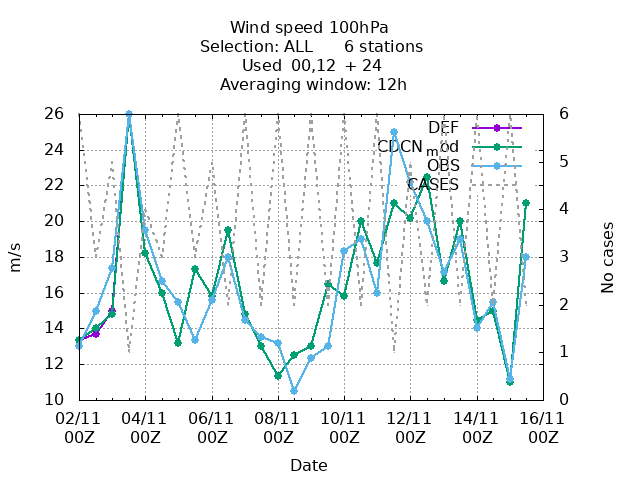 Wind speed 100hPa
Selection: ALL 6 stations
Used 00,12 + 24
Averaging window: 12h
26 6
DEF
24
CDCN_mod
5
OBS
22
CASES
20 4
m/s
18 3
No cases
16 2
14
12 1
10 0
02/11 04/11 06/11 08/11 10/11 12/11 14/11 16/11
00Z 00Z 00Z 00Z 00Z 00Z 00Z 00Z
Date